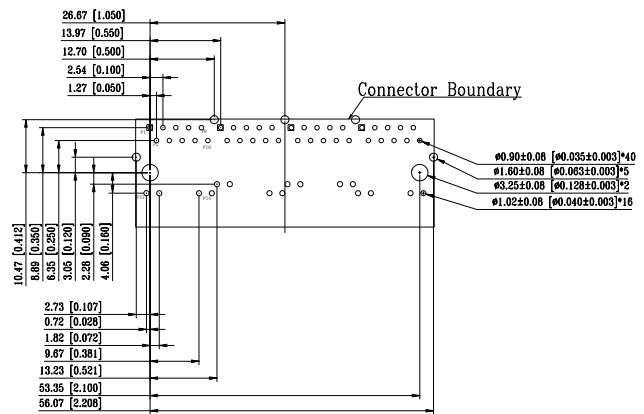 26.67 [1.050]
13.97 [0.550]
12.70 [0.500]
2.54 [0.100]
1.27 [0.050]
Connector Boundary
P1
P9
P10
ø0.90±0.08 [ø0.035±0.003]*40
ø1.60±0.08 [ø0.063±0.003]*5
ø3.25±0.08 [ø0.128±0.003]*2
ø1.02±0.08 [ø0.040±0.003]*16
P14
10.47 [0.412]
8.89 [0.350]
6.35 [0.250]
3.05 [0.120]
2.28 [0.090]
4.06 [0.160]
2.73 [0.107]
0.72 [0.028]
1.82 [0.072]
9.67 [0.381]
13.23 [0.521]
53.35 [2.100]
56.07 [2.208]